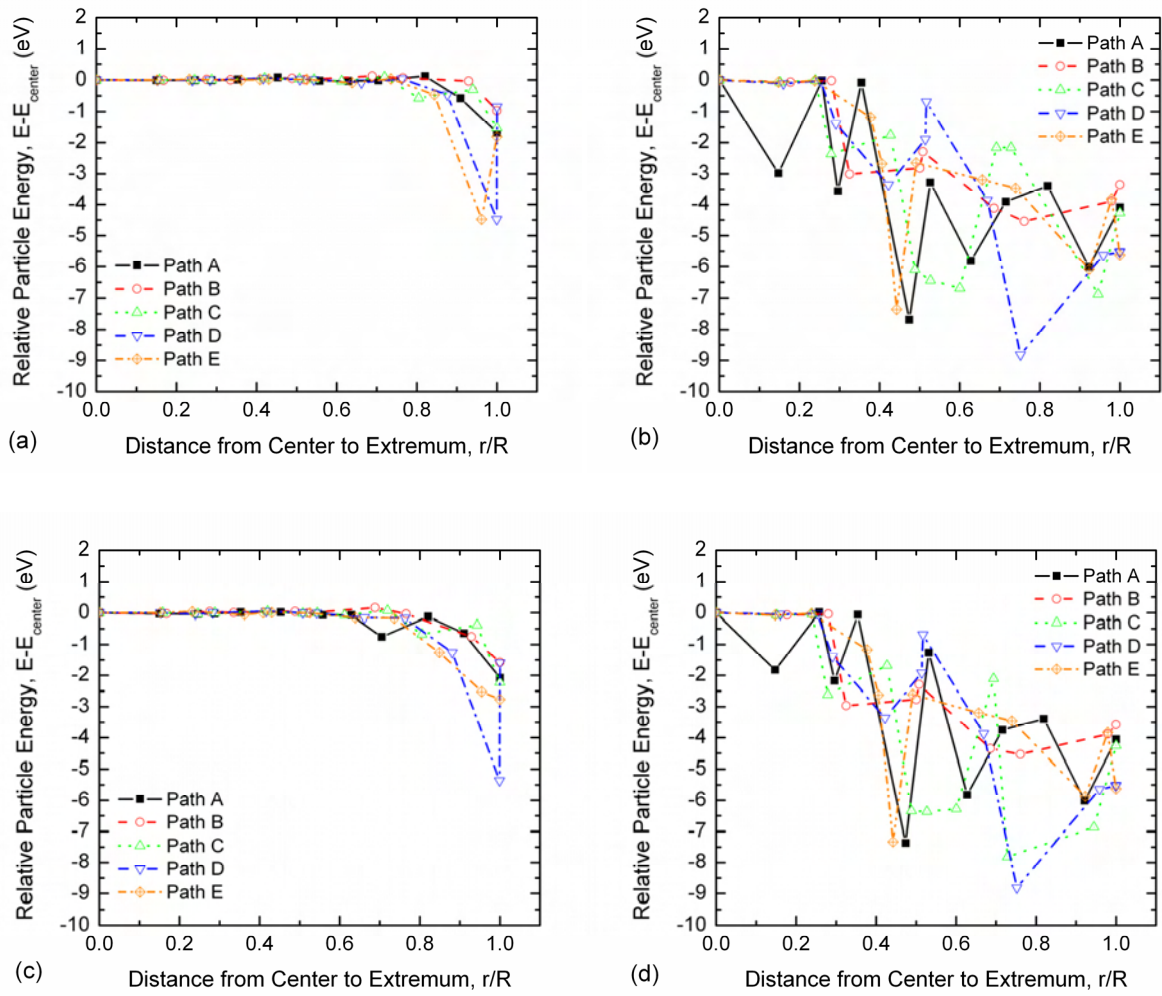 Relative Particle Energy, E-E_center (eV)
2
1
0
-1
-2
-3
-4
-5
-6
-7
-8
-9
-10
Path A
Path B
Path C
Path D
Path E
0.0 0.2 0.4 0.6 0.8 1.0
Distance from Center to Extremum, r/R
(a)
Relative Particle Energy, E-E_center (eV)
2
1
0
-1
-2
-3
-4
-5
-6
-7
-8
-9
-10
Path A
Path B
Path C
Path D
Path E
0.0 0.2 0.4 0.6 0.8 1.0
Distance from Center to Extremum, r/R
(b)
Relative Particle Energy, E-E_center (eV)
2
1
0
-1
-2
-3
-4
-5
-6
-7
-8
-9
-10
Path A
Path B
Path C
Path D
Path E
0.0 0.2 0.4 0.6 0.8 1.0
Distance from Center to Extremum, r/R
(c)
Relative Particle Energy, E-E_center (eV)
2
1
0
-1
-2
-3
-4
-5
-6
-7
-8
-9
-10
Path A
Path B
Path C
Path D
Path E
0.0 0.2 0.4 0.6 0.8 1.0
Distance from Center to Extremum, r/R
(d)